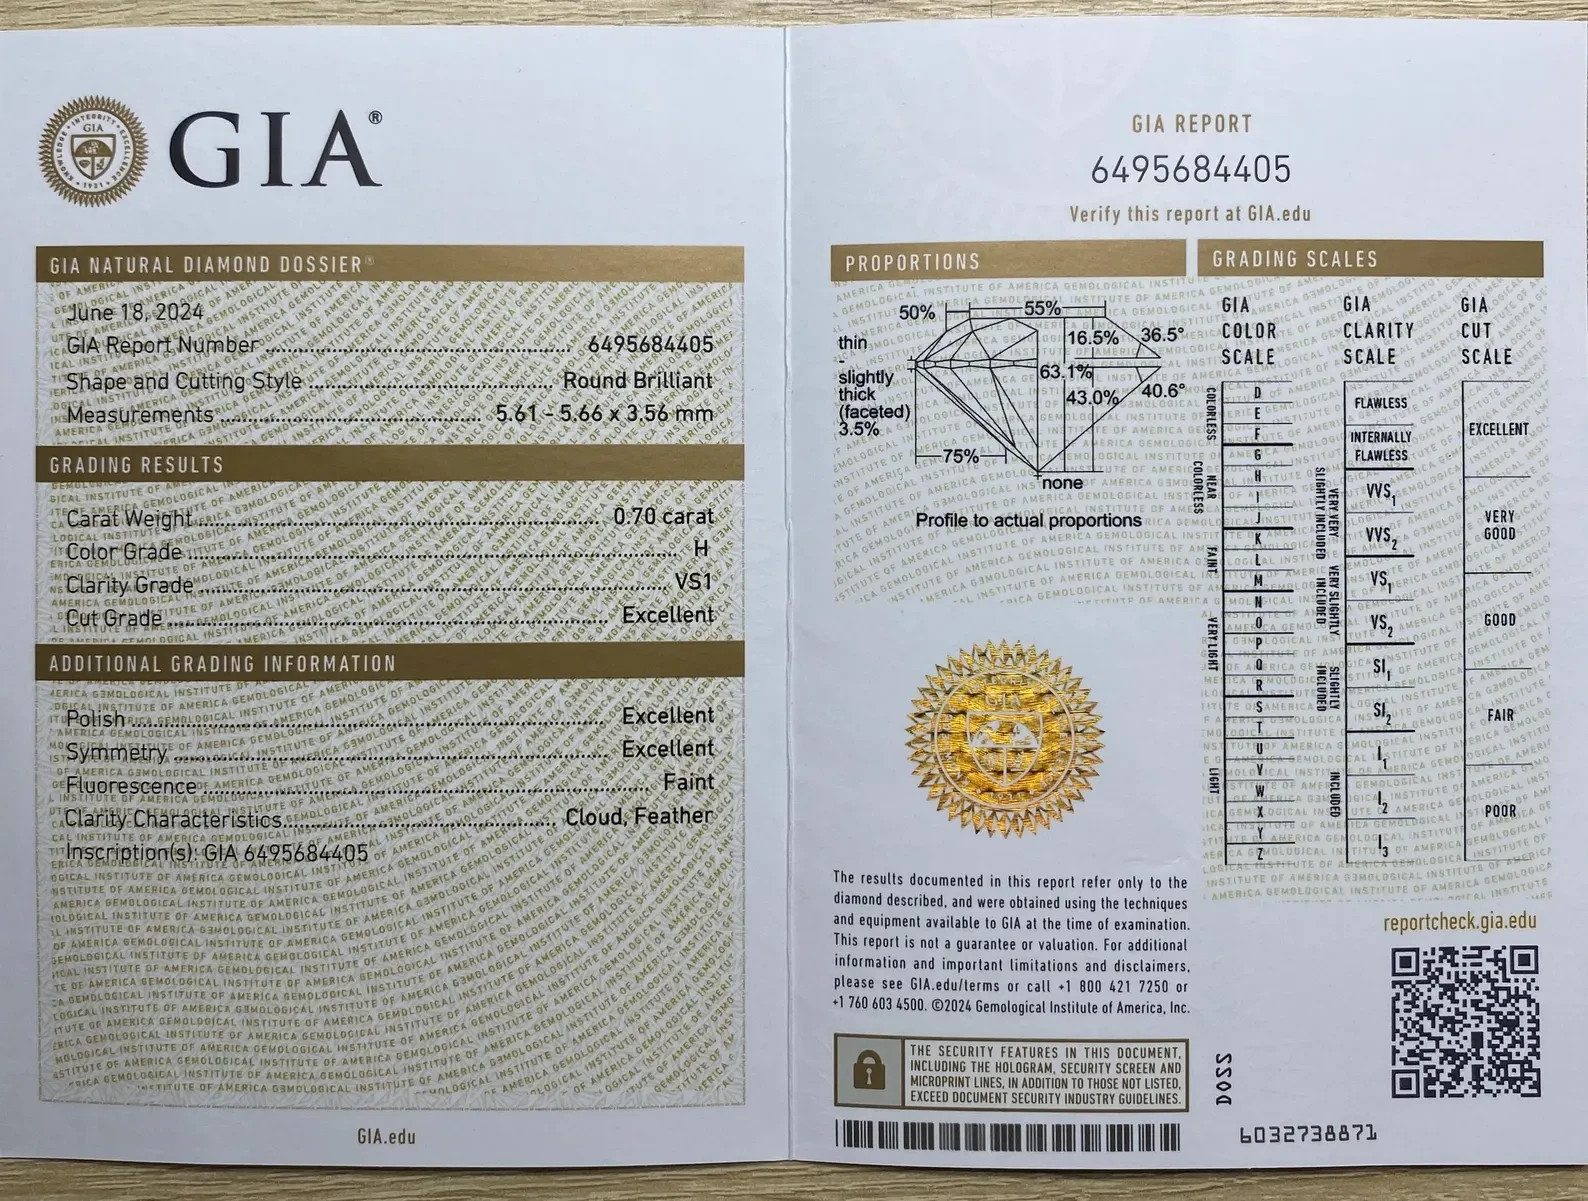 GIA®
GIA NATURAL DIAMOND DOSSIER®
June 18, 2024
GIA Report Number 6495684405
Shape and Cutting Style Round Brilliant
Measurements 5.61 - 5.66 x 3.56 mm
GRADING RESULTS
Carat Weight 0.70 carat
Color Grade H
Clarity Grade VS1
Cut Grade Excellent
ADDITIONAL GRADING INFORMATION
Polish Excellent
Symmetry Excellent
Fluorescence Faint
Clarity Characteristics Cloud, Feather
Inscription(s): GIA 6495684405
GIA.edu
GIA REPORT
6495684405
Verify this report at GIA.edu
PROPORTIONS
50%
55%
thin
-
slightly
thick
(faceted)
3.5%
16.5%
36.5°
63.1%
43.0%
40.6°
75%
none
Profile to actual proportions
GRADING SCALES
GIA
COLOR
SCALE
COLORLESS
D
E
F
NEAR
COLORLESS
G
H
I
J
FAINT
K
L
M
VERY LIGHT
N
O
P
Q
R
LIGHT
S
T
U
V
W
X
Y
Z
GIA
CLARITY
SCALE
FLAWLESS
INTERNALLY
FLAWLESS
VERY VERY
SLIGHTLY INCLUDED
VVS1
VVS2
VERY SLIGHTLY
INCLUDED
VS1
VS2
SLIGHTLY
INCLUDED
SI1
SI2
INCLUDED
I1
I2
I3
GIA
CUT
SCALE
EXCELLENT
VERY
GOOD
GOOD
FAIR
POOR
The results documented in this report refer only to the
diamond described, and were obtained using the techniques
and equipment available to GIA at the time of examination.
This report is not a guarantee or valuation. For additional
information and important limitations and disclaimers,
please see GIA.edu/terms or call +1 800 421 7250 or
+1 760 603 4500. ©2024 Gemological Institute of America, Inc.
THE SECURITY FEATURES IN THIS DOCUMENT,
INCLUDING THE HOLOGRAM, SECURITY SCREEN AND
MICROPRINT LINES, IN ADDITION TO THOSE NOT LISTED,
EXCEED DOCUMENT SECURITY INDUSTRY GUIDELINES.
reportcheck.gia.edu
DOS2
6032738871